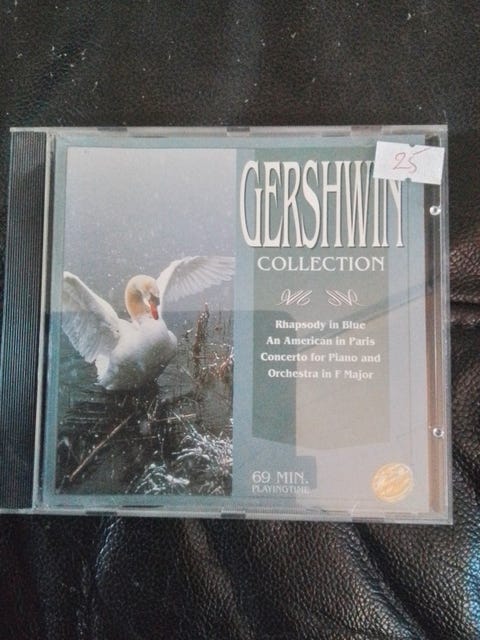 25
GERSHWIN
COLLECTION
Rhapsody in Blue
An American in Paris
Concerto for Piano and
Orchestra in F Major
69 MIN.
PLAYINGTIME